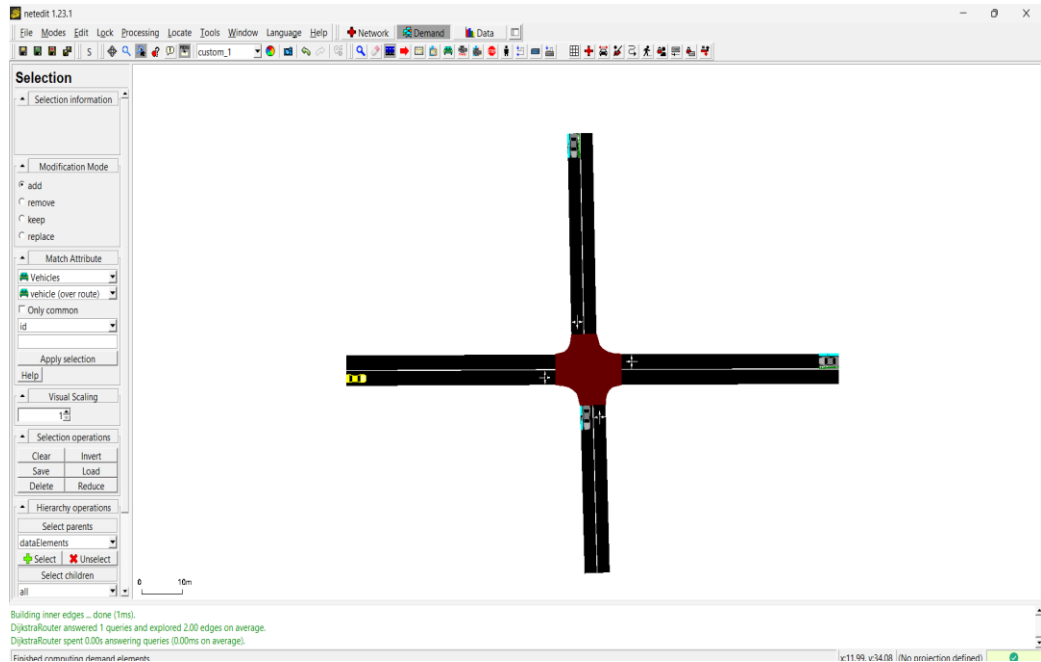 netedit 1.23.1
File Modes Edit Lock Processing Locate Tools Window Language Help Network Demand Data
S custom_1
Selection
Selection information
Modification Mode
add
remove
keep
replace
Match Attribute
Vehicles
vehicle (over route)
Only common
id
Apply selection
Help
Visual Scaling
1
Selection operations
Clear Invert
Save Load
Delete Reduce
Hierarchy operations
Select parents
dataElements
Select Unselect
Select children
all
0 10m
Building inner edges ... done (1ms).
DijkstraRouter answered 1 queries and explored 2.00 edges on average.
DijkstraRouter spent 0.00s answering queries (0.00ms on average).
Finished computing demand elements. x:11.99, y:34.08 (No projection defined)